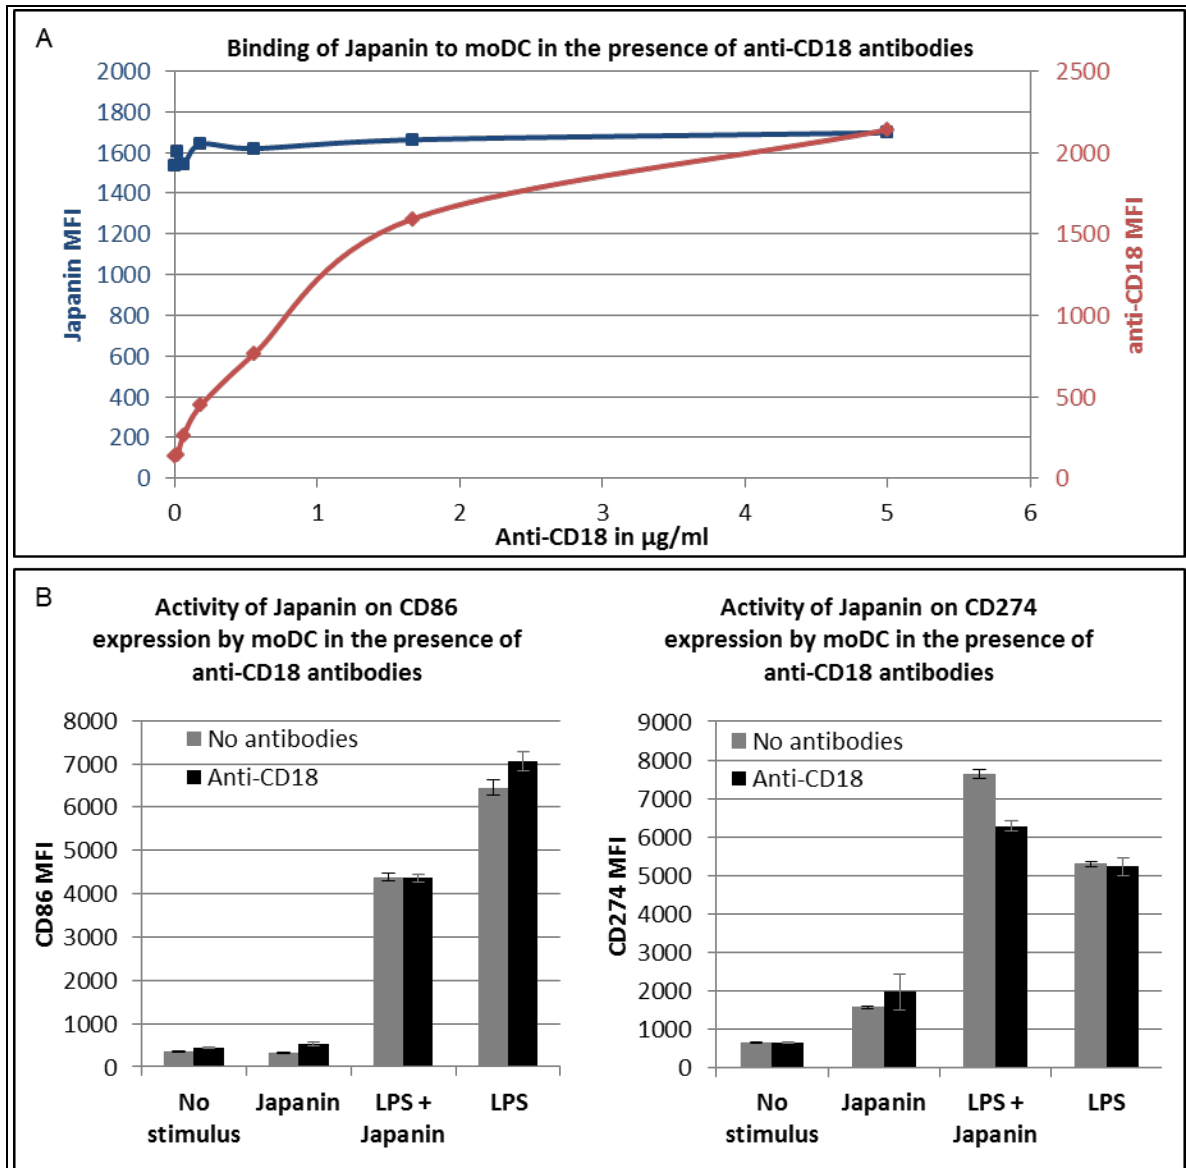 A
Binding of Japanin to moDC in the presence of anti-CD18 antibodies
2000
1800
1600
1400
1200
1000
800
600
400
200
0
Japanin MFI
2500
2000
1500
1000
500
0
anti-CD18 MFI
0 1 2 3 4 5 6
Anti-CD18 in µg/ml
B
Activity of Japanin on CD86
expression by moDC in the presence of
anti-CD18 antibodies
8000
7000
6000
5000
4000
3000
2000
1000
0
CD86 MFI
No antibodies
Anti-CD18
No stimulus
Japanin
LPS + Japanin
LPS
Activity of Japanin on CD274
expression by moDC in the presence of
anti-CD18 antibodies
9000
8000
7000
6000
5000
4000
3000
2000
1000
0
CD274 MFI
No antibodies
Anti-CD18
No stimulus
Japanin
LPS + Japanin
LPS